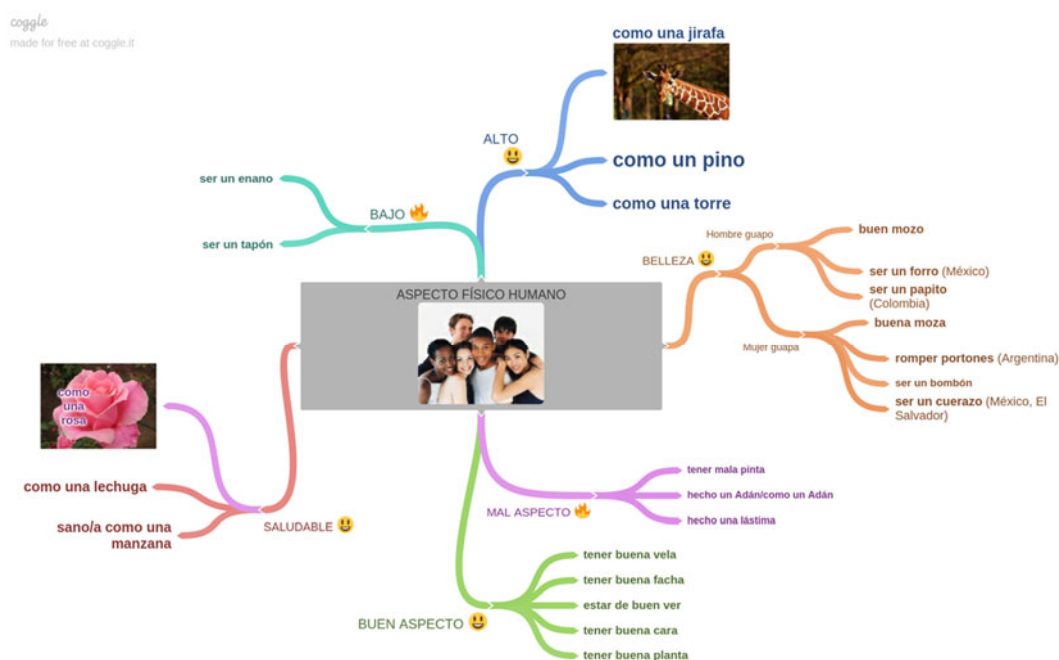 coggle
made for free at coggle.it
como una jirafa
ALTO
como un pino
como una torre
ser un enano
BAJO
ser un tapón
Hombre guapo
buen mozo
BELLEZA
ser un forro (México)
ser un papito
(Colombia)
buena moza
Mujer guapa
romper portones (Argentina)
ser un bombón
ser un cuerazo (México, El
Salvador)
ASPECTO FÍSICO HUMANO
como
una
rosa
como una lechuga
sano/a como una
manzana
SALUDABLE
tener mala pinta
hecho un Adán/como un Adán
MAL ASPECTO
hecho una lástima
tener buena vela
tener buena facha
estar de buen ver
BUEN ASPECTO
tener buena cara
tener buena planta